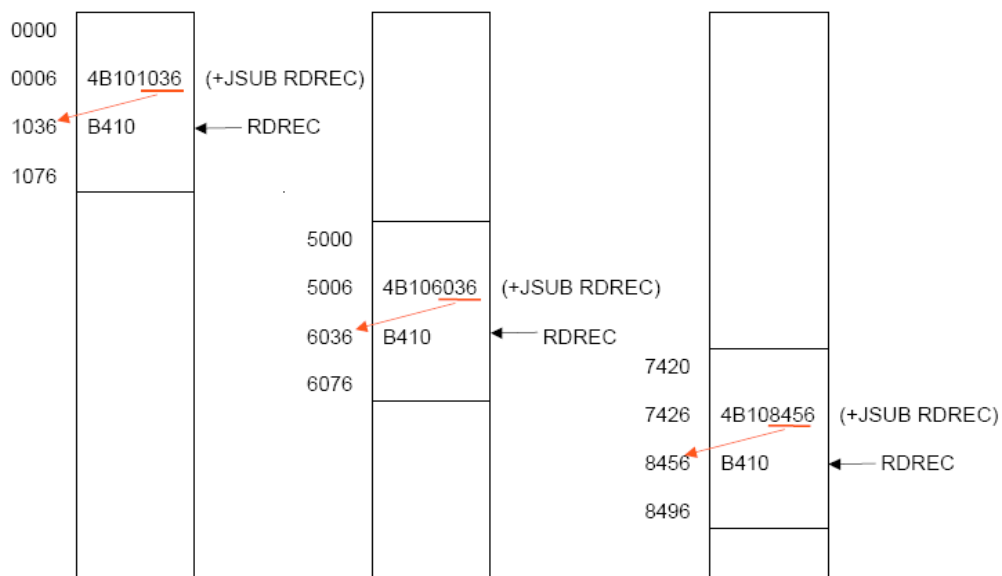 0000
0006 4B101036 (+JSUB RDREC)
1036 B410 RDREC
1076
5000
5006 4B106036 (+JSUB RDREC)
6036 B410 RDREC
6076
7420
7426 4B108456 (+JSUB RDREC)
8456 B410 RDREC
8496